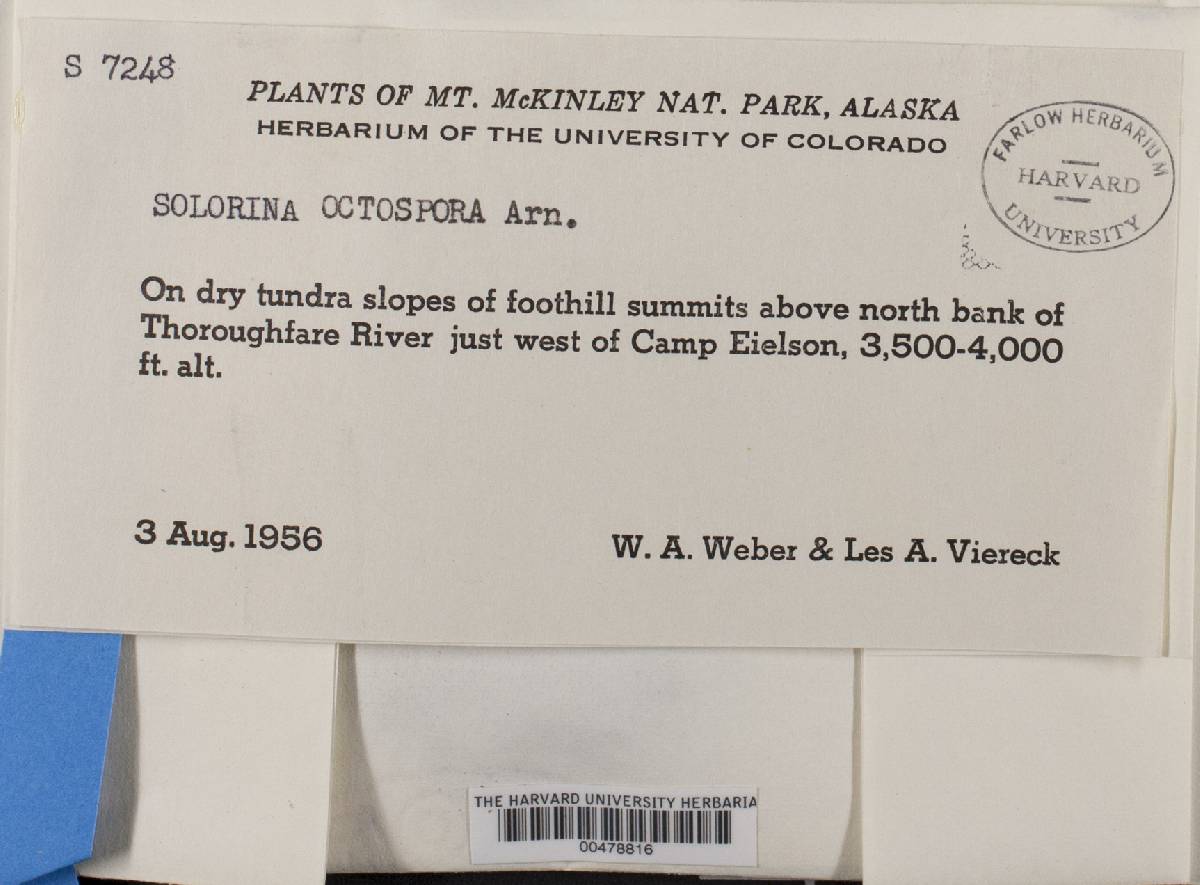 S 7248
PLANTS OF MT. McKINLEY NAT. PARK, ALASKA
HERBARIUM OF THE UNIVERSITY OF COLORADO
FARLOW HERBARIUM
HARVARD
UNIVERSITY
SOLORINA OCTOSPORA Arn.
On dry tundra slopes of foothill summits above north bank of
Thoroughfare River just west of Camp Eielson, 3,500-4,000
ft. alt.
3 Aug. 1956
W. A. Weber & Les A. Viereck
THE HARVARD UNIVERSITY HERBARIA
00478816